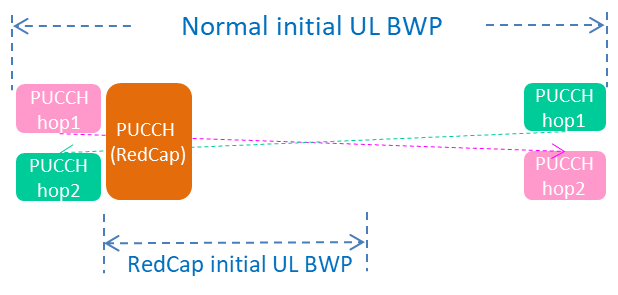 Normal initial UL BWP
PUCCH
hop1
PUCCH
hop1
PUCCH
(RedCap)
PUCCH
hop2
PUCCH
hop2
RedCap initial UL BWP